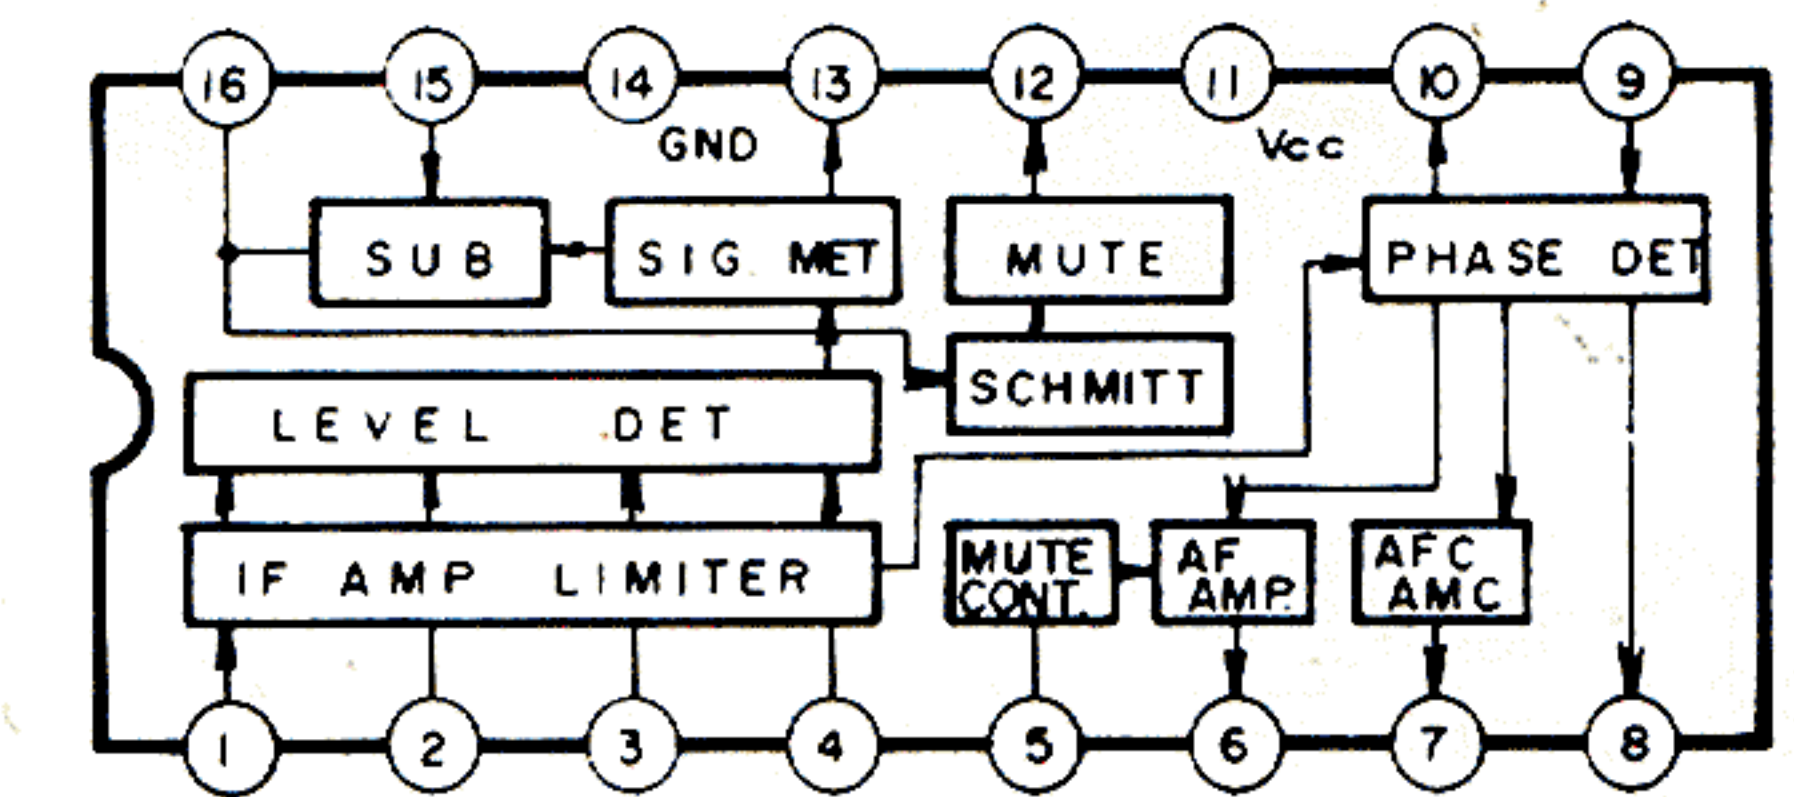 16 15 14 13 12 11 10 9
GND Vcc
SUB SIG MET MUTE PHASE DET
SCHMITT
LEVEL DET
IF AMP LIMITER
MUTE
CONT.
AF
AMP.
AFC
AMC
1 2 3 4 5 6 7 8